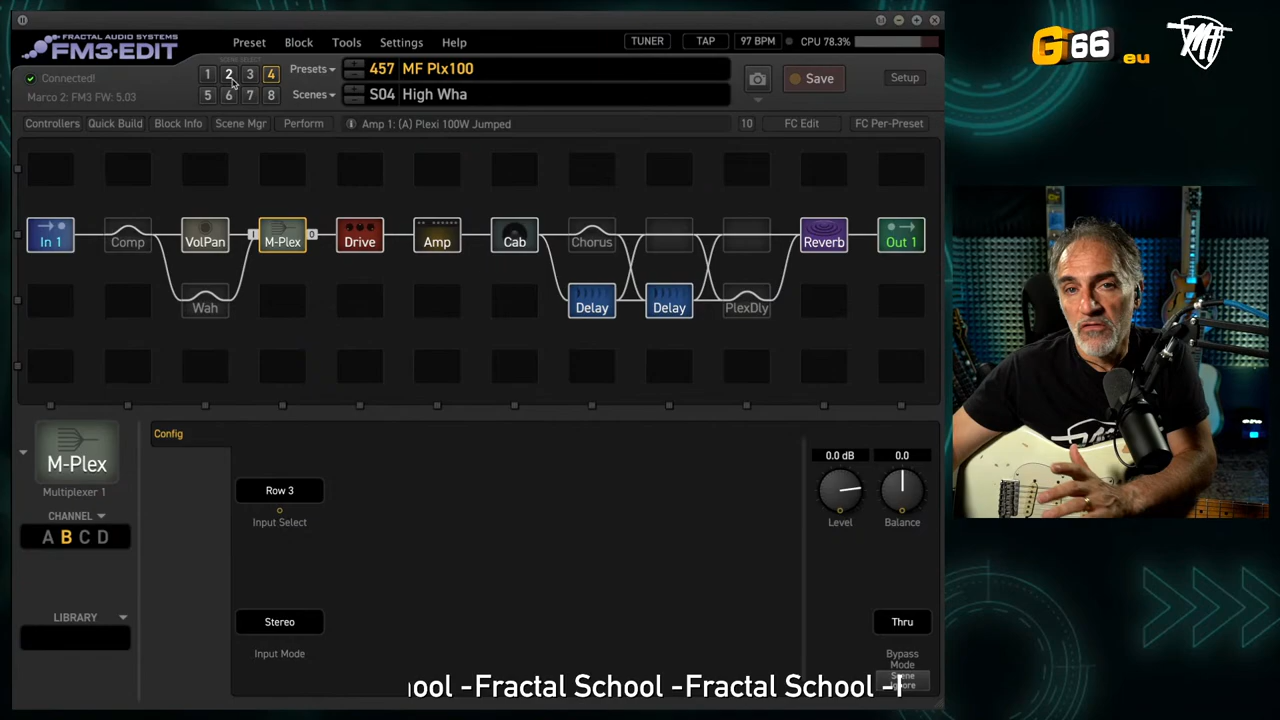 FRACTAL AUDIO SYSTEMS
FM3-EDIT
Preset Block Tools Settings Help
TUNER TAP 97 BPM CPU 78.3%
Connected!
Marco 2: FM3 FW: 5.03
SCENE SELECT
1 2 3 4
5 6 7 8
Presets 457 MF Plx100
Scenes S04 High Wha
Save
Setup
Controllers Quick Build Block Info Scene Mgr Perform Amp 1: (A) Plexi 100W Jumped 10 FC Edit FC Per-Preset
In 1 Comp VolPan M-Plex Drive Amp Cab Chorus Reverb Out 1
Wah Delay Delay PlexDly
M-Plex
Multiplexer 1
CHANNEL
A B C D
LIBRARY
Config
Row 3
Input Select
Stereo
Input Mode
0.0 dB 0.0
Level Balance
Thru
Bypass
Mode
Scene
Ignore
ool -Fractal School -Fractal School -
G66
eu